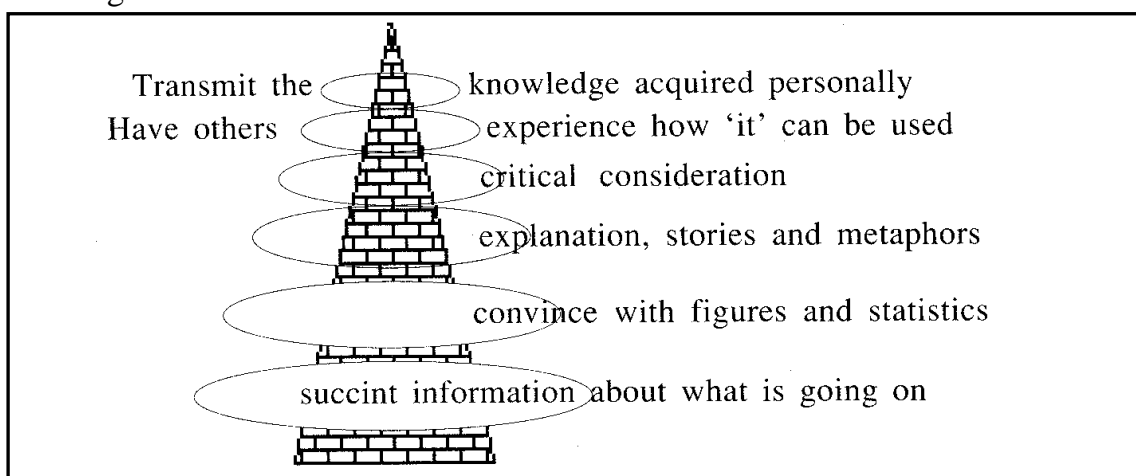 Transmit the knowledge acquired personally
Have others experience how 'it' can be used
critical consideration
explanation, stories and metaphors
convince with figures and statistics
succint information about what is going on